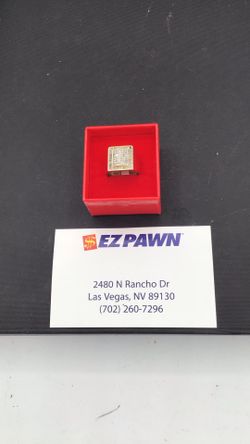 EZPAWN
2480 N Rancho Dr
Las Vegas, NV 89130
(702) 260-7296